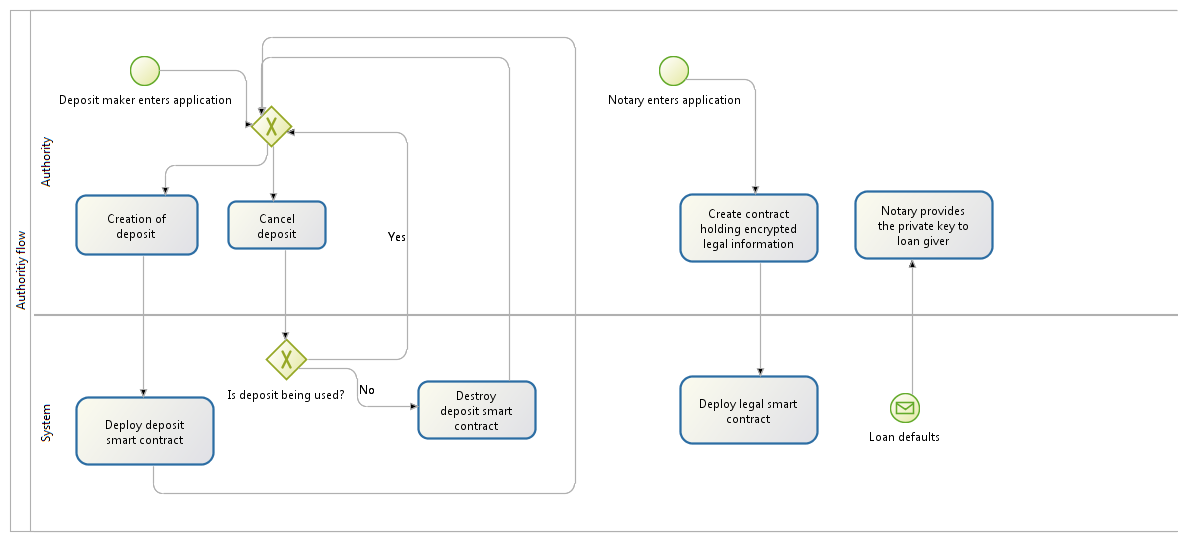 Authoritiy flow
Authority
Deposit maker enters application
Notary enters application
Creation of
deposit
Cancel
deposit
Yes
Create contract
holding encrypted
legal information
Notary provides
the private key to
loan giver
System
Is deposit being used?
No
Deploy deposit
smart contract
Destroy
deposit smart
contract
Deploy legal smart
contract
Loan defaults